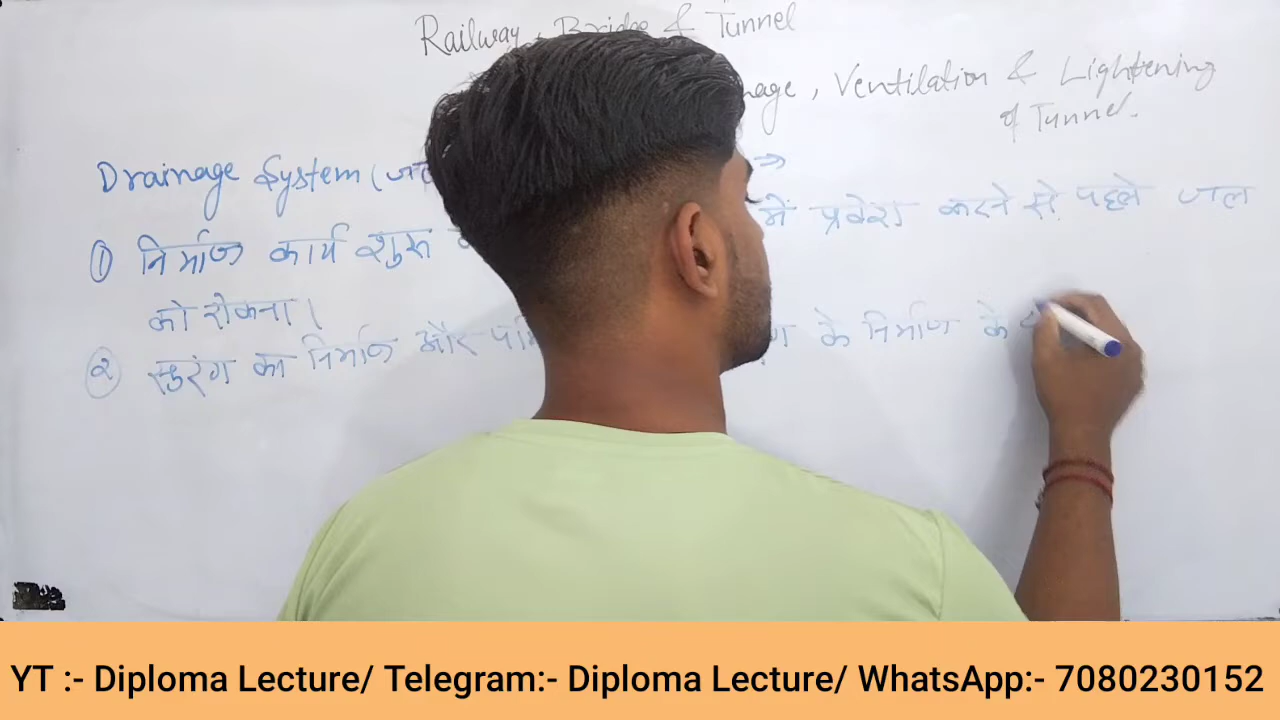 Railway, Bridge & Tunnel
, Ventilation & Lightening
of Tunnel.
Drainage System (
① निर्माण कार्य शुरू में प्रवेश करने से पहले जल
को रोकना।
② सुरंग का निर्माण और के निर्माण के
YT :- Diploma Lecture/ Telegram:- Diploma Lecture/ WhatsApp:- 7080230152